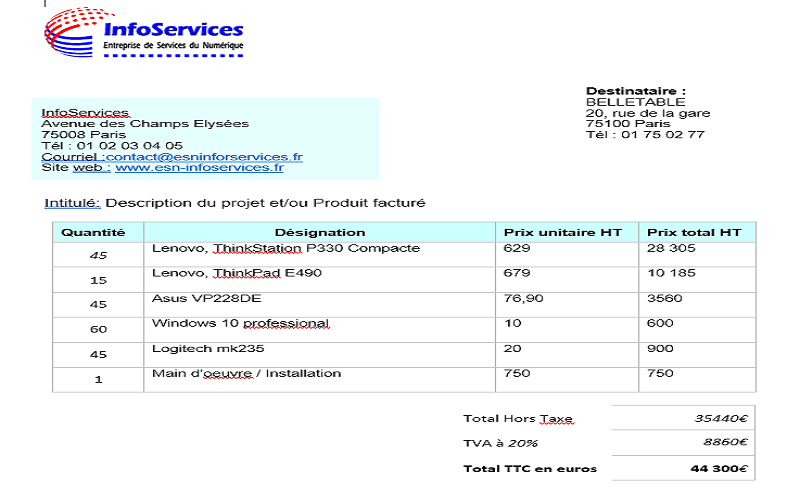 InfoServices
Entreprise de Services du Numérique
Destinataire :
BELLETABLE
20, rue de la gare
75100 Paris
Tél : 01 75 02 77
InfoServices
Avenue des Champs Elysées
75008 Paris
Tél : 01 02 03 04 05
Courriel :contact@esninforservices.fr
Site web : www.esn-infoservices.fr
Intitulé: Description du projet et/ou Produit facturé
Quantité Désignation Prix unitaire HT Prix total HT
45 Lenovo, ThinkStation P330 Compacte 629 28 305
15 Lenovo, ThinkPad E490 679 10 185
45 Asus VP228DE 76,90 3560
60 Windows 10 professional 10 600
45 Logitech mk235 20 900
1 Main d'oeuvre / Installation 750 750
Total Hors Taxe 35440€
TVA à 20% 8860€
Total TTC en euros 44 300€